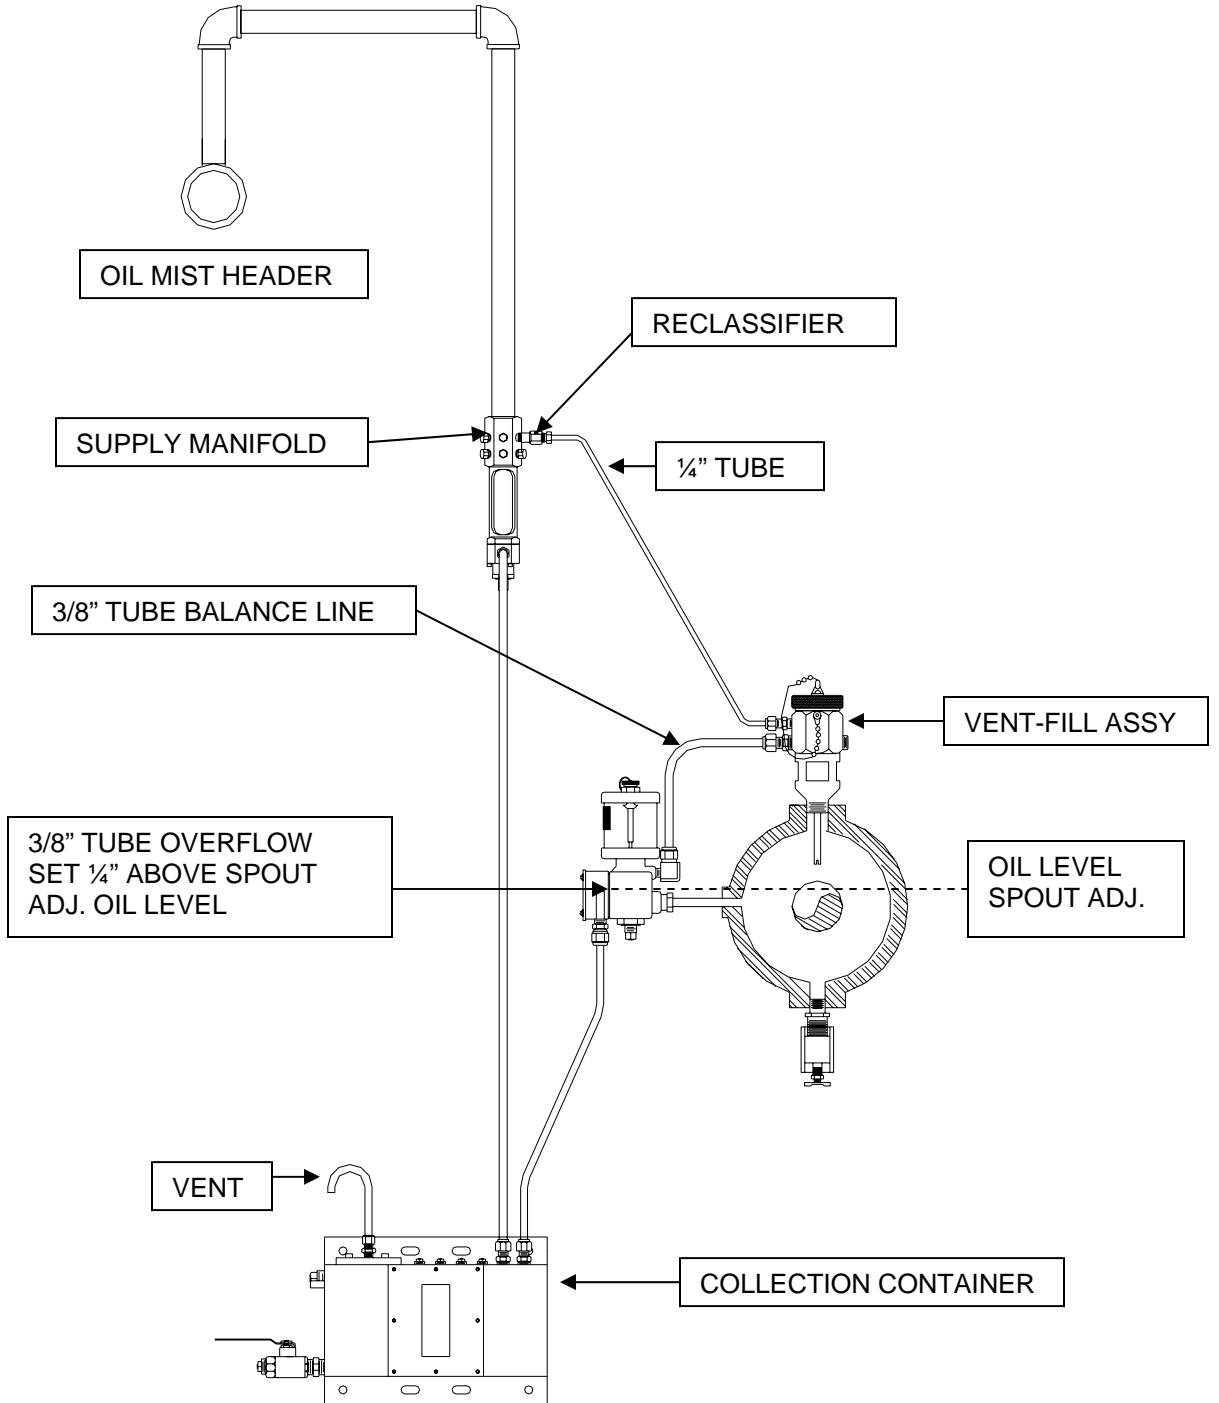 OIL MIST HEADER
RECLASSIFIER
SUPPLY MANIFOLD
¼” TUBE
3/8” TUBE BALANCE LINE
VENT-FILL ASSY
3/8” TUBE OVERFLOW
SET ¼” ABOVE SPOUT
ADJ. OIL LEVEL
OIL LEVEL
SPOUT ADJ.
VENT
COLLECTION CONTAINER